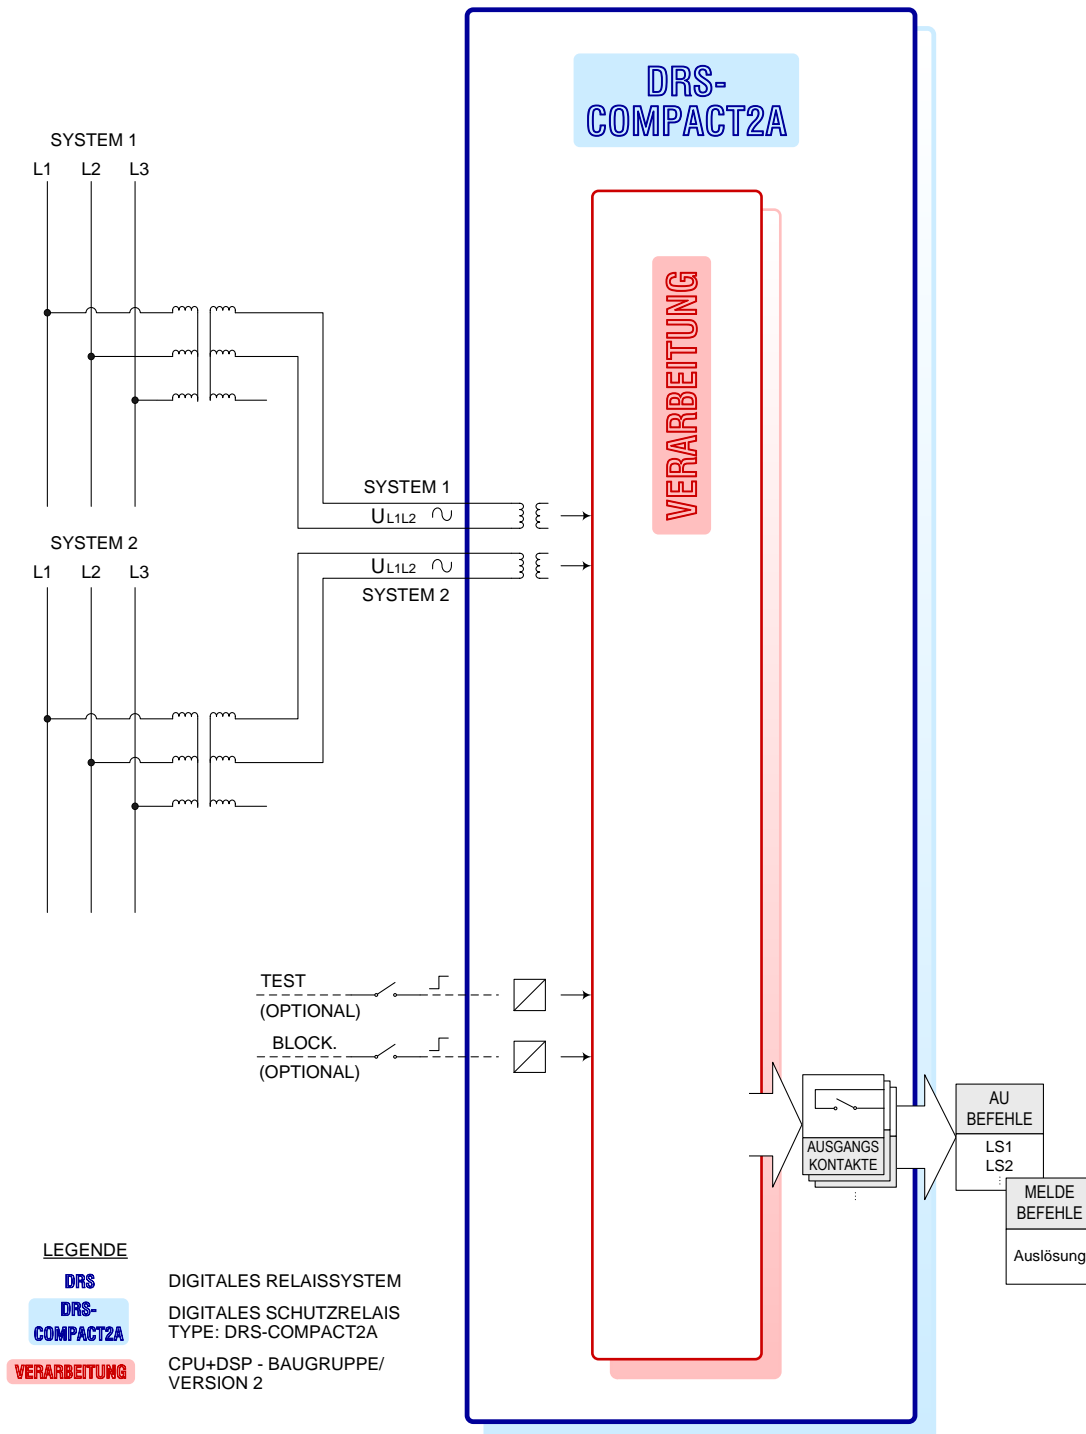 DRS-
COMPACT2A
SYSTEM 1
L1 L2 L3
VERARBEITUNG
SYSTEM 1
UL1L2
SYSTEM 2
L1 L2 L3
UL1L2
SYSTEM 2
TEST
(OPTIONAL)
BLOCK.
(OPTIONAL)
AUSGANGS
KONTAKTE
AU
BEFEHLE
LS1
LS2
MELDE
BEFEHLE
Auslösung
LEGENDE
DRS DIGITALES RELAISSYSTEM
DRS-
COMPACT2A
DIGITALES SCHUTZRELAIS
TYPE: DRS-COMPACT2A
VERARBEITUNG
CPU+DSP - BAUGRUPPE/
VERSION 2